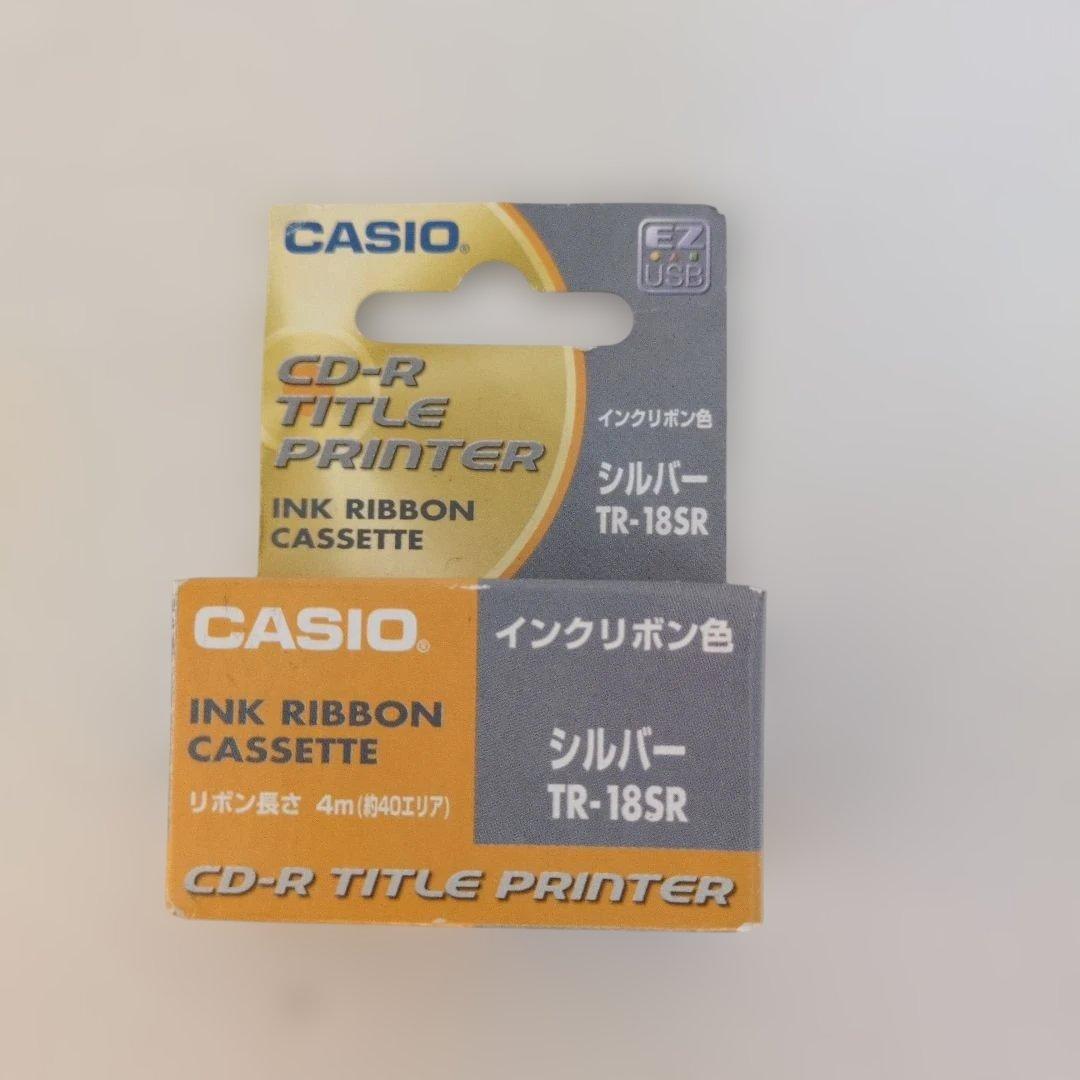 CASIO®
EZ
USB
CD-R
TITLE
PRINTER
INK RIBBON
CASSETTE
インクリボン色
シルバー
TR-18SR
CASIO®
INK RIBBON
CASSETTE
リボン長さ 4m(約40エリア)
インクリボン色
シルバー
TR-18SR
CD-R TITLE PRINTER